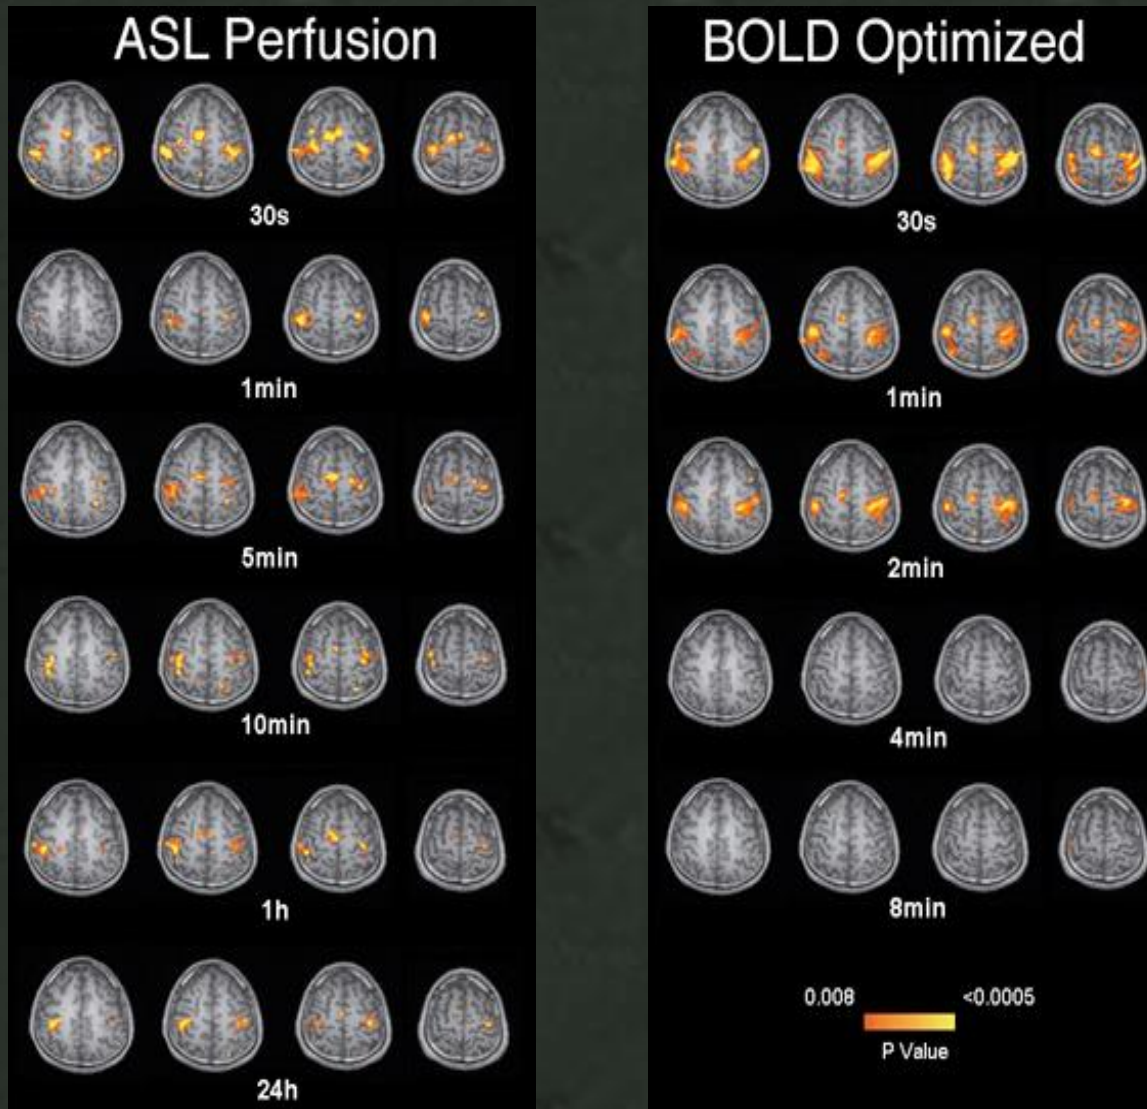 ASL Perfusion
30s
1min
5min
10min
1h
24h
BOLD Optimized
30s
1min
2min
4min
8min
0.008 <0.0005
P Value